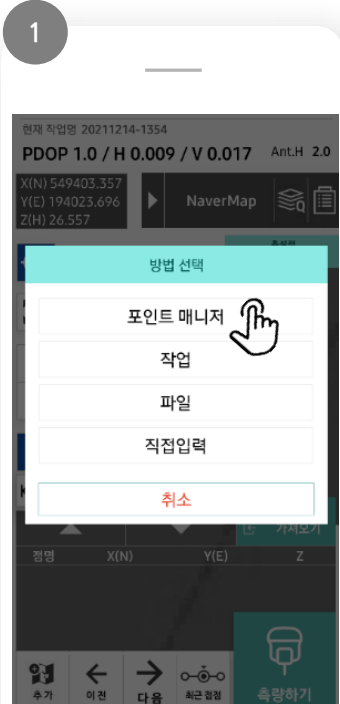 1
현재 작업명 20211214-1354
PDOP 1.0 / H 0.009 / V 0.017 Ant.H 2.0
X(N) 549403.357
Y(E) 194023.696
Z(H) 26.557
NaverMap
방법 선택
포인트 매니저
작업
파일
직접입력
취소
가져오기
점명 X(N) Y(E) Z
추가 이전 다음 최근접점 측량하기